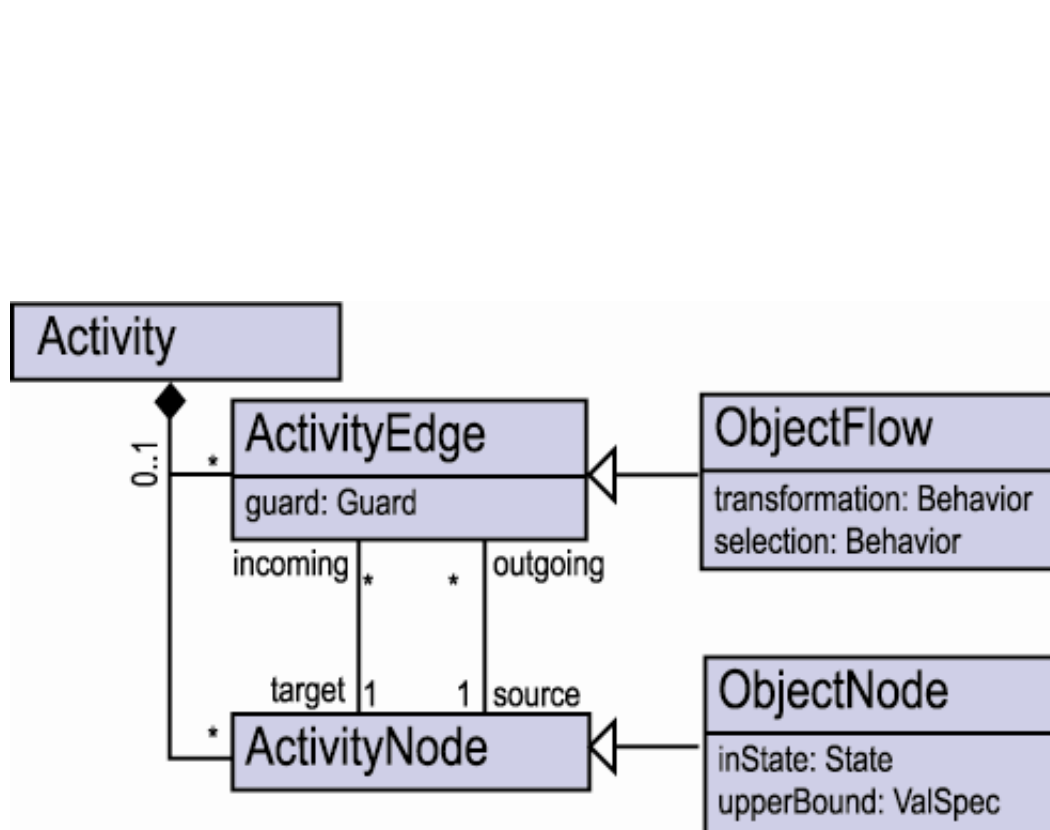 Activity
0..1
*
ActivityEdge
guard: Guard
ObjectFlow
transformation: Behavior
selection: Behavior
incoming
*
*
outgoing
target
1
1
source
*
ActivityNode
ObjectNode
inState: State
upperBound: ValSpec